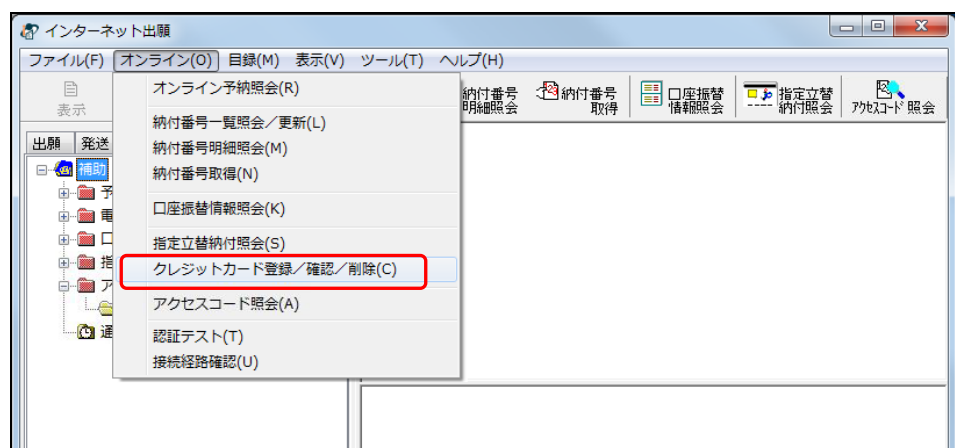 インターネット出願
ファイル(F) オンライン(O) 目録(M) 表示(V) ツール(T) ヘルプ(H)
表示
納付番号明細照会
納付番号取得
口座振替情報照会
指定立替納付照会
アクセスコード照会
出願 発送
補助
予
電
口
指
ア
通
オンライン予納照会(R)
納付番号一覧照会／更新(L)
納付番号明細照会(M)
納付番号取得(N)
口座振替情報照会(K)
指定立替納付照会(S)
クレジットカード登録／確認／削除(C)
アクセスコード照会(A)
認証テスト(T)
接続経路確認(U)